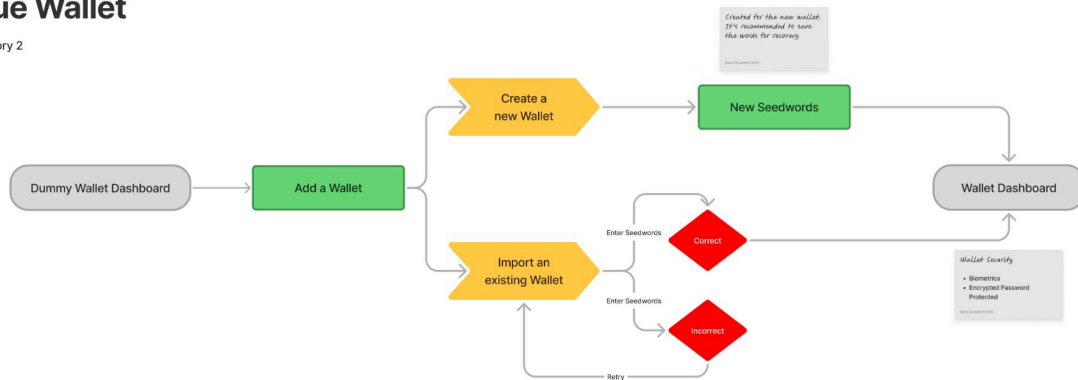 ue Wallet
ory 2
Created for the new wallet.
It's recommended to save
the words for recovery
Create a
new Wallet
New Seedwords
Dummy Wallet Dashboard
Add a Wallet
Wallet Dashboard
Enter Seedwords
Correct
Import an
existing Wallet
Enter Seedwords
Incorrect
Retry
Wallet Security
• Biometrics
• Encrypted Password
Protected